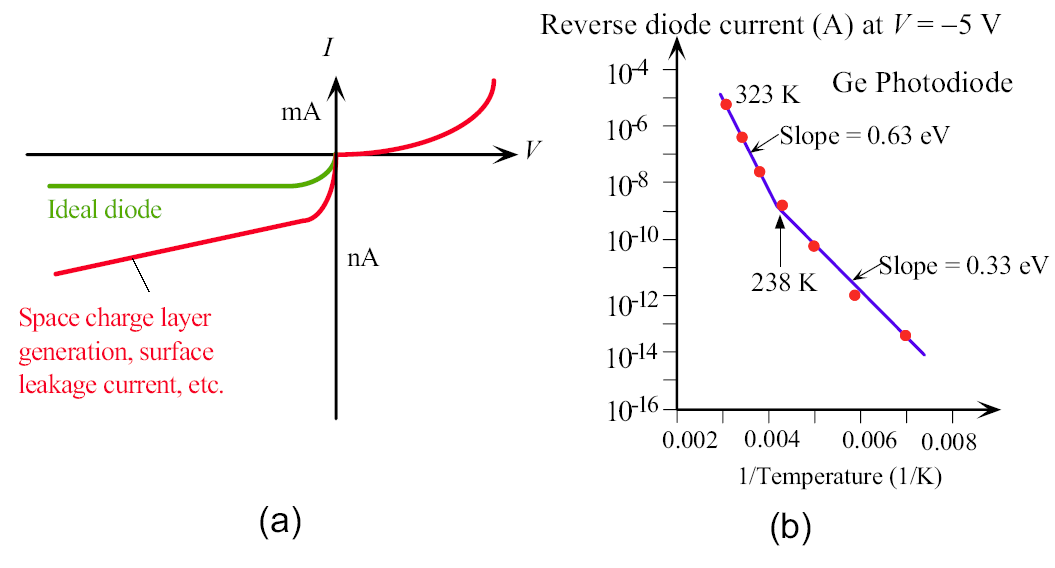 I
mA
V
Ideal diode
nA
Space charge layer
generation, surface
leakage current, etc.
(a)
Reverse diode current (A) at V = −5 V
Ge Photodiode
10-4
323 K
10-6
Slope = 0.63 eV
10-8
10-10
238 K
Slope = 0.33 eV
10-12
10-14
10-16
0.002 0.004 0.006 0.008
1/Temperature (1/K)
(b)